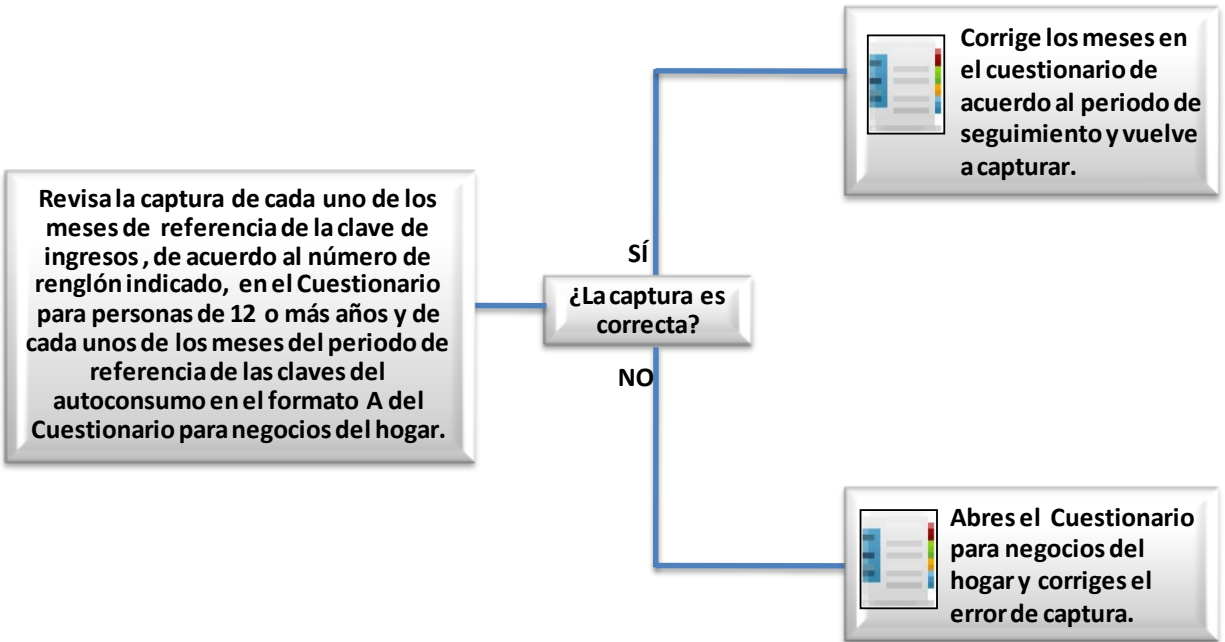 Revisa la captura de cada uno de los
meses de referencia de la clave de
ingresos , de acuerdo al número de
renglón indicado, en el Cuestionario
para personas de 12 o más años y de
cada unos de los meses del periodo de
referencia de las claves del
autoconsumo en el formato A del
Cuestionario para negocios del hogar.
¿La captura es
correcta?
SÍ
Corrige los meses en
el cuestionario de
acuerdo al periodo de
seguimiento y vuelve
a capturar.
NO
Abres el Cuestionario
para negocios del
hogar y corriges el
error de captura.